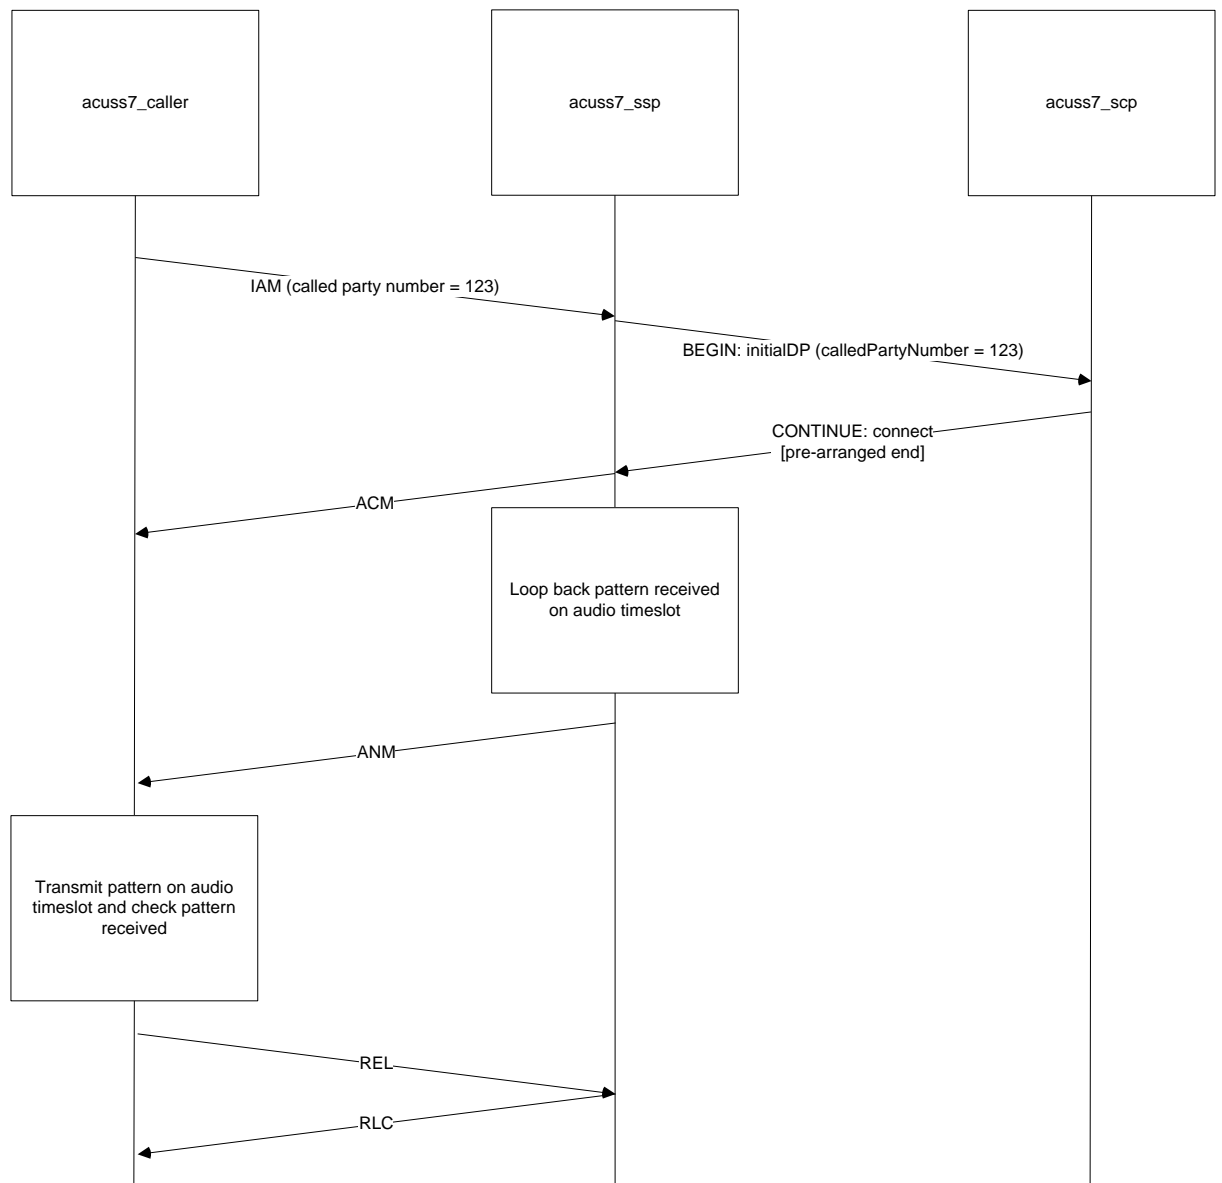 acuss7_caller
acuss7_ssp
acuss7_scp
IAM (called party number = 123)
BEGIN: initialDP (calledPartyNumber = 123)
CONTINUE: connect
[pre-arranged end]
ACM
Loop back pattern received
on audio timeslot
ANM
Transmit pattern on audio
timeslot and check pattern
received
REL
RLC